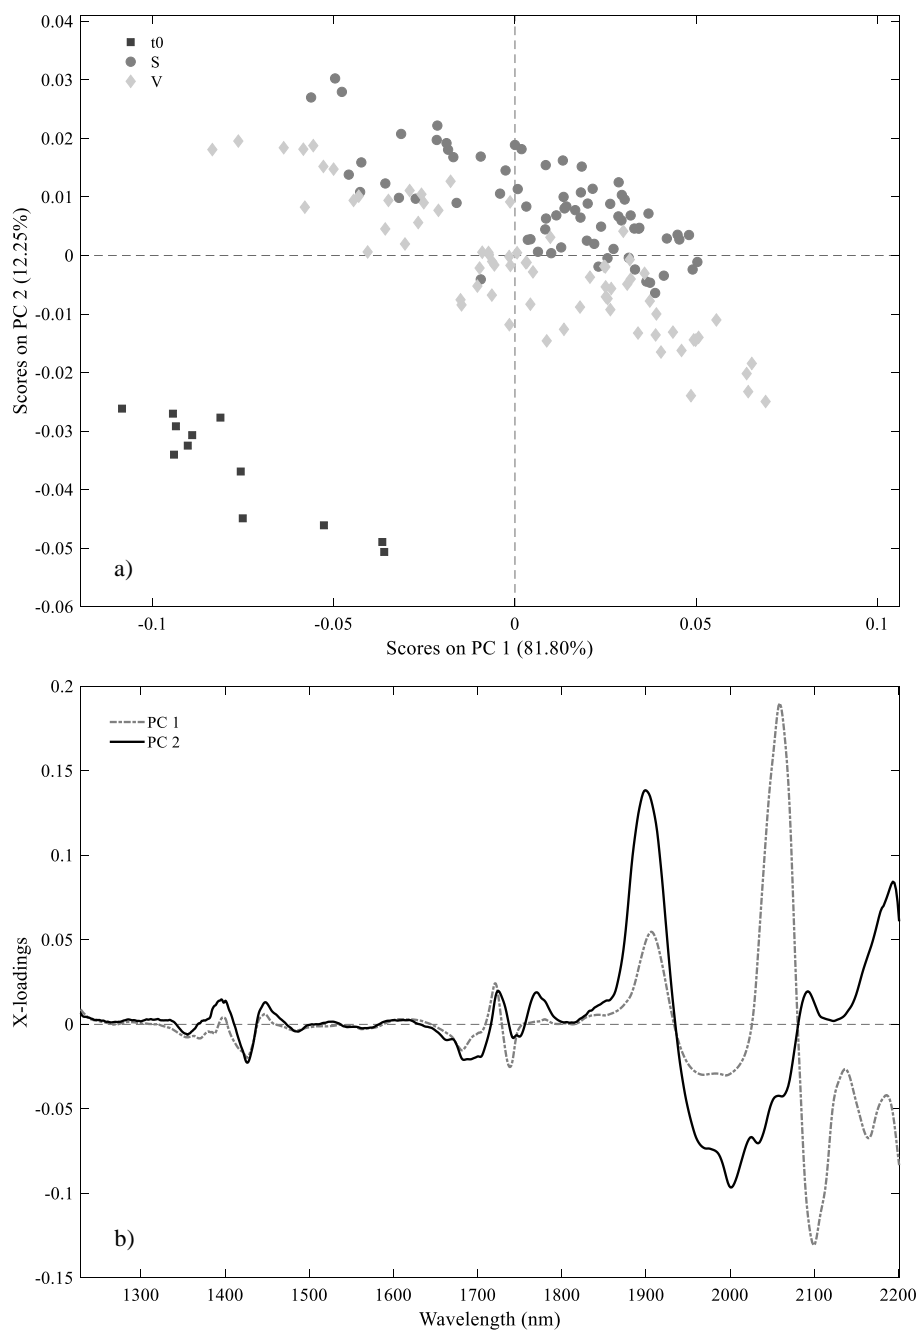 0.04
t0
S
V
0.03
0.02
0.01
0
-0.01
-0.02
-0.03
-0.04
-0.05
-0.06
Scores on PC 2 (12.25%)
a)
-0.1 -0.05 0 0.05 0.1
Scores on PC 1 (81.80%)
0.2
PC 1
PC 2
0.15
0.1
0.05
0
-0.05
-0.1
-0.15
X-loadings
b)
1300 1400 1500 1600 1700 1800 1900 2000 2100 2200
Wavelength (nm)